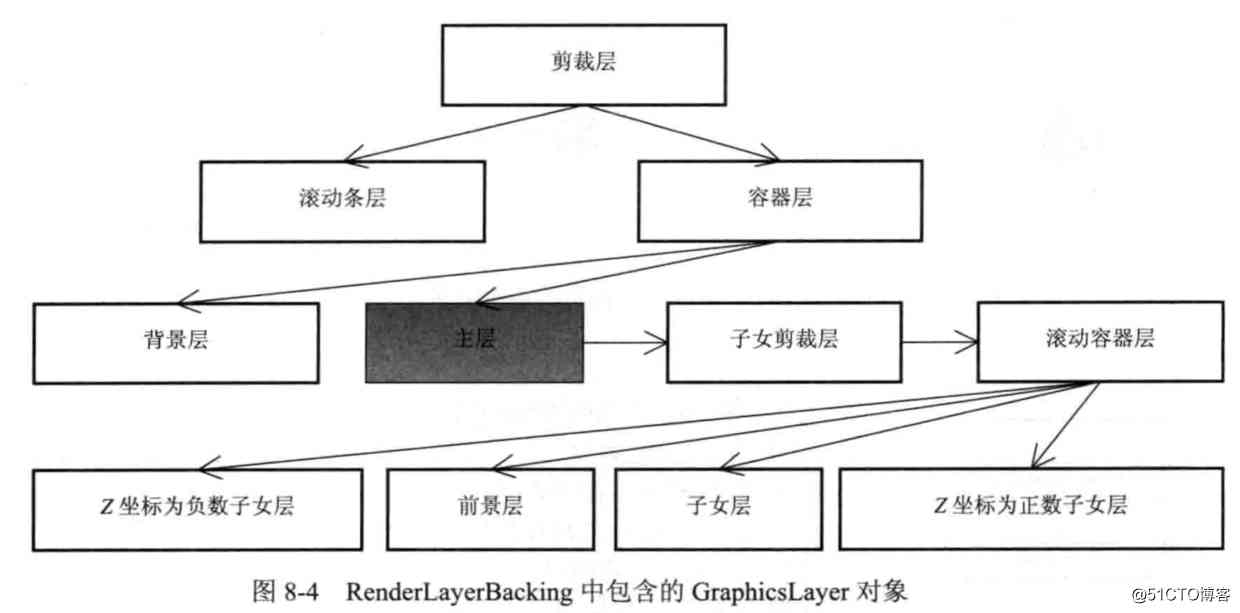 剪裁层
滚动条层
容器层
背景层
主层
子女剪裁层
滚动容器层
Z 坐标为负数子女层
前景层
子女层
Z 坐标为正数子女层
图 8-4 RenderLayerBacking 中包含的 GraphicsLayer 对象
@51CTO博客